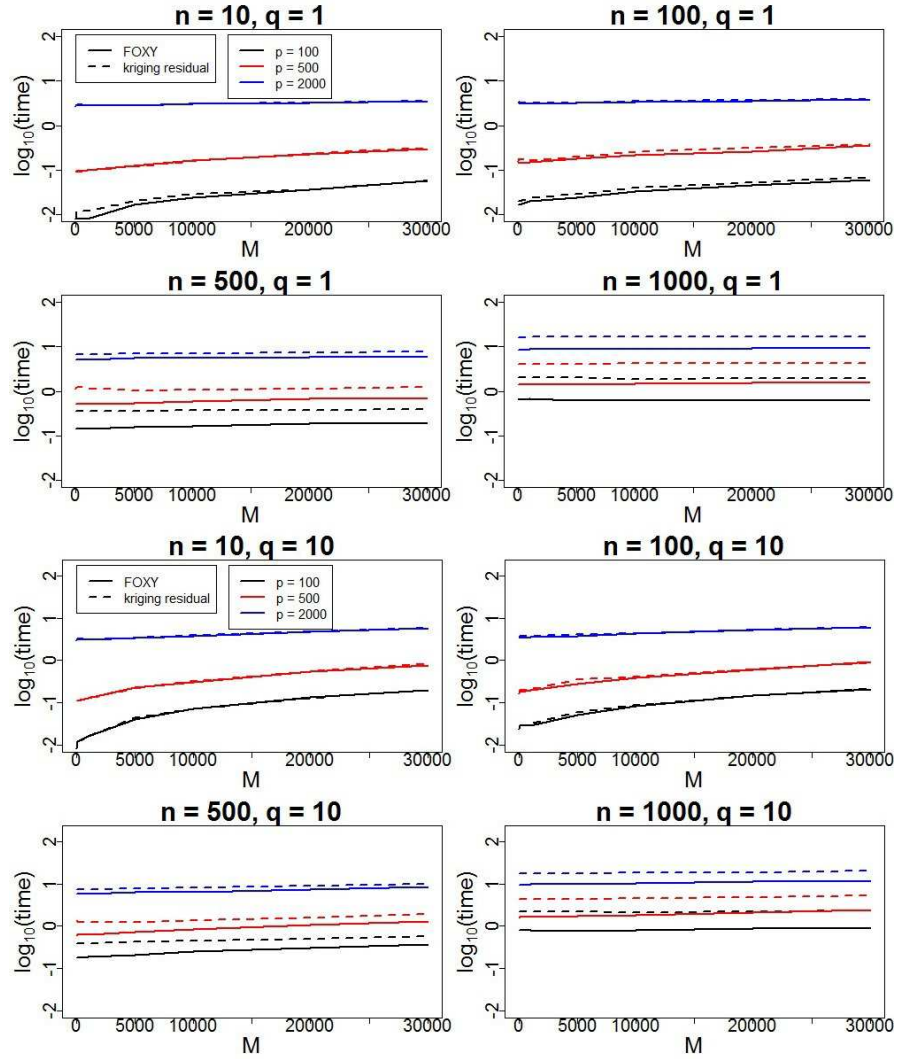 n = 10, q = 1
n = 100, q = 1
log₁₀(time)
2
1
0
-1
-2
FOXY
kriging residual
p = 100
p = 500
p = 2000
0 5000 10000 20000 30000
M
log₁₀(time)
2
1
0
-1
-2
0 5000 10000 20000 30000
M
n = 500, q = 1
n = 1000, q = 1
log₁₀(time)
2
1
0
-1
-2
0 5000 10000 20000 30000
M
log₁₀(time)
2
1
0
-1
-2
0 5000 10000 20000 30000
M
n = 10, q = 10
n = 100, q = 10
log₁₀(time)
2
1
0
-1
-2
FOXY
kriging residual
p = 100
p = 500
p = 2000
0 5000 10000 20000 30000
M
log₁₀(time)
2
1
0
-1
-2
0 5000 10000 20000 30000
M
n = 500, q = 10
n = 1000, q = 10
log₁₀(time)
2
1
0
-1
-2
0 5000 10000 20000 30000
M
log₁₀(time)
2
1
0
-1
-2
0 5000 10000 20000 30000
M